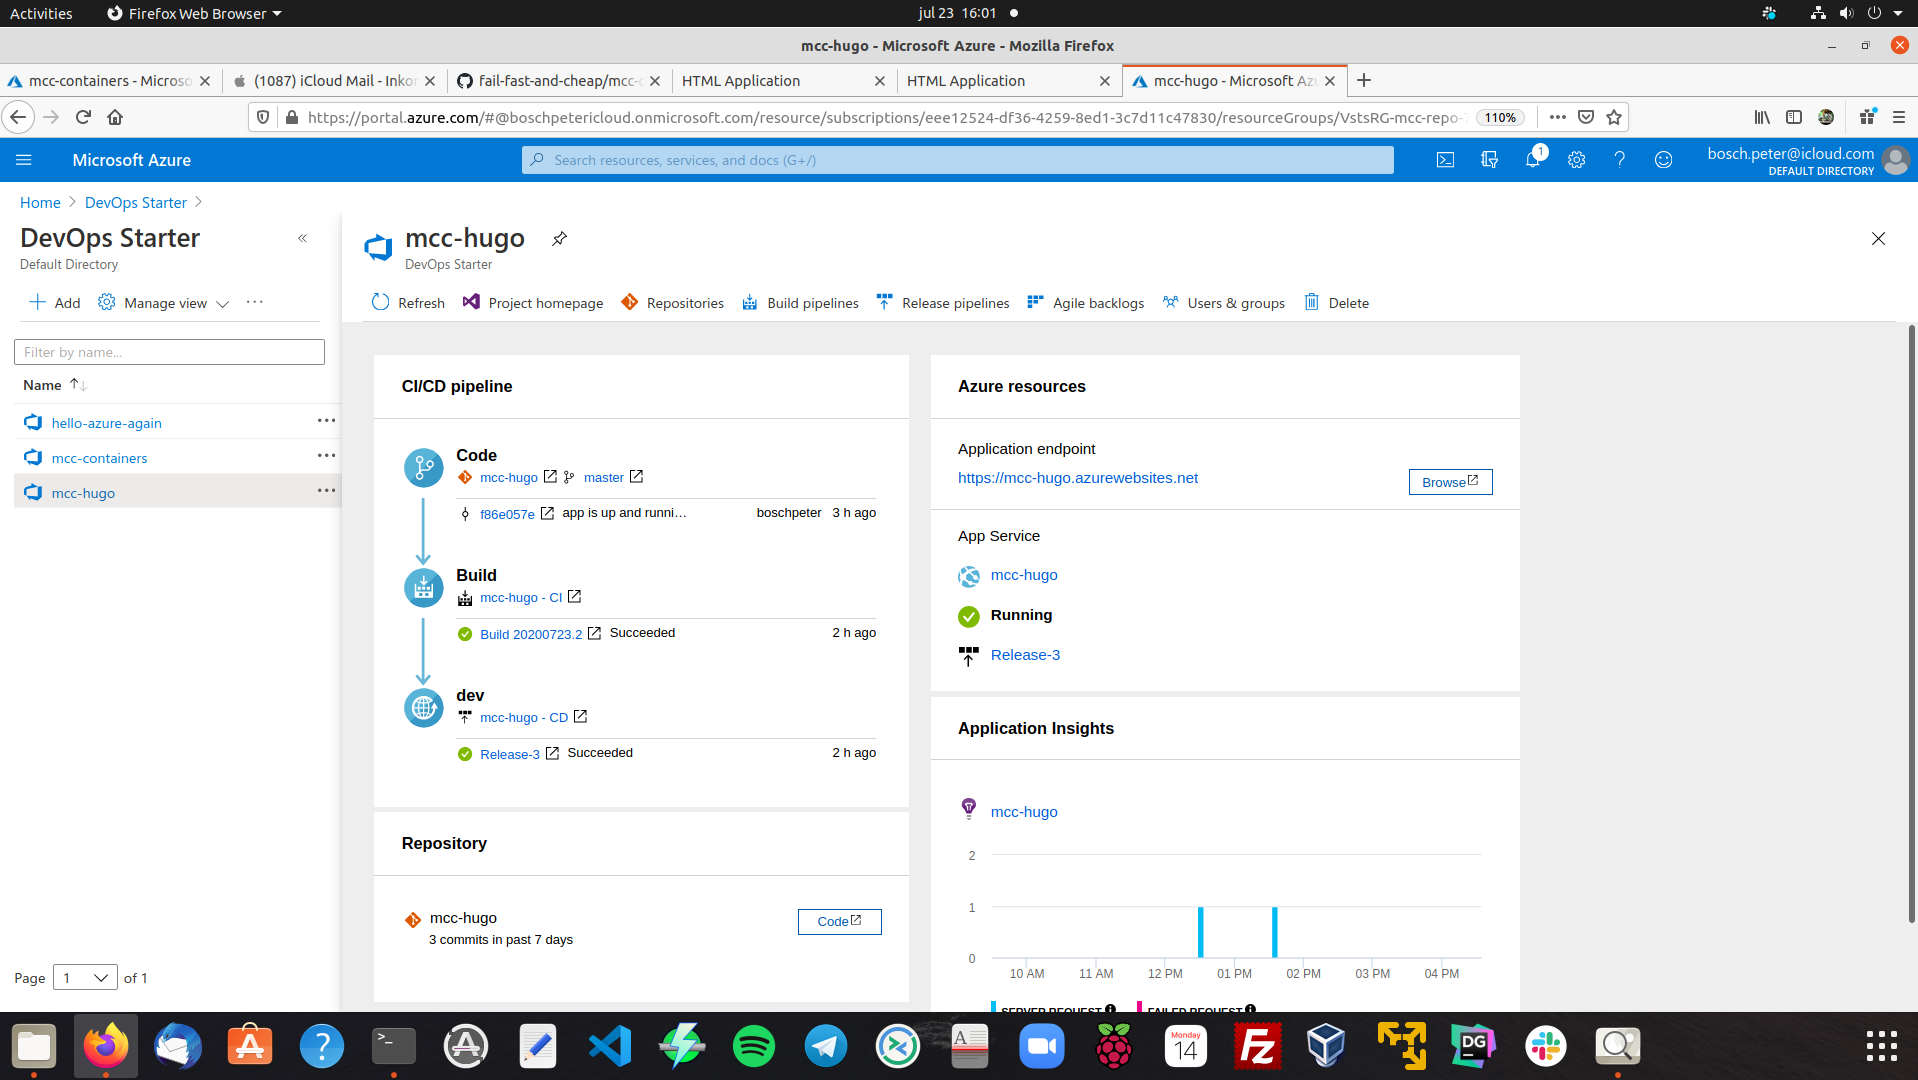 Activities
Firefox Web Browser
jul 23 16:01
mcc-hugo - Microsoft Azure - Mozilla Firefox
mcc-containers - Microso
(1087) iCloud Mail - Inko
fail-fast-and-cheap/mcc-
HTML Application
HTML Application
mcc-hugo - Microsoft Az
https://portal.azure.com/#@boschpetericloud.onmicrosoft.com/resource/subscriptions/eee12524-df36-4259-8ed1-3c7d11c47830/resourceGroups/VstsRG-mcc-repo-
110%
Microsoft Azure
Search resources, services, and docs (G+/)
1
bosch.peter@icloud.com
DEFAULT DIRECTORY
Home > DevOps Starter >
DevOps Starter
Default Directory
Add
Manage view
Filter by name...
Name
hello-azure-again
mcc-containers
mcc-hugo
Page 1 of 1
mcc-hugo
DevOps Starter
Refresh
Project homepage
Repositories
Build pipelines
Release pipelines
Agile backlogs
Users & groups
Delete
CI/CD pipeline
Code
mcc-hugo master
f86e057e app is up and runni… boschpeter 3 h ago
Build
mcc-hugo - CI
Build 20200723.2 Succeeded 2 h ago
dev
mcc-hugo - CD
Release-3 Succeeded 2 h ago
Repository
mcc-hugo
3 commits in past 7 days
Code
Azure resources
Application endpoint
https://mcc-hugo.azurewebsites.net
Browse
App Service
mcc-hugo
Running
Release-3
Application Insights
mcc-hugo
2
1
0
10 AM 11 AM 12 PM 01 PM 02 PM 03 PM 04 PM
SERVER REQUEST FAILED REQUEST
Monday
14
FZ
DG